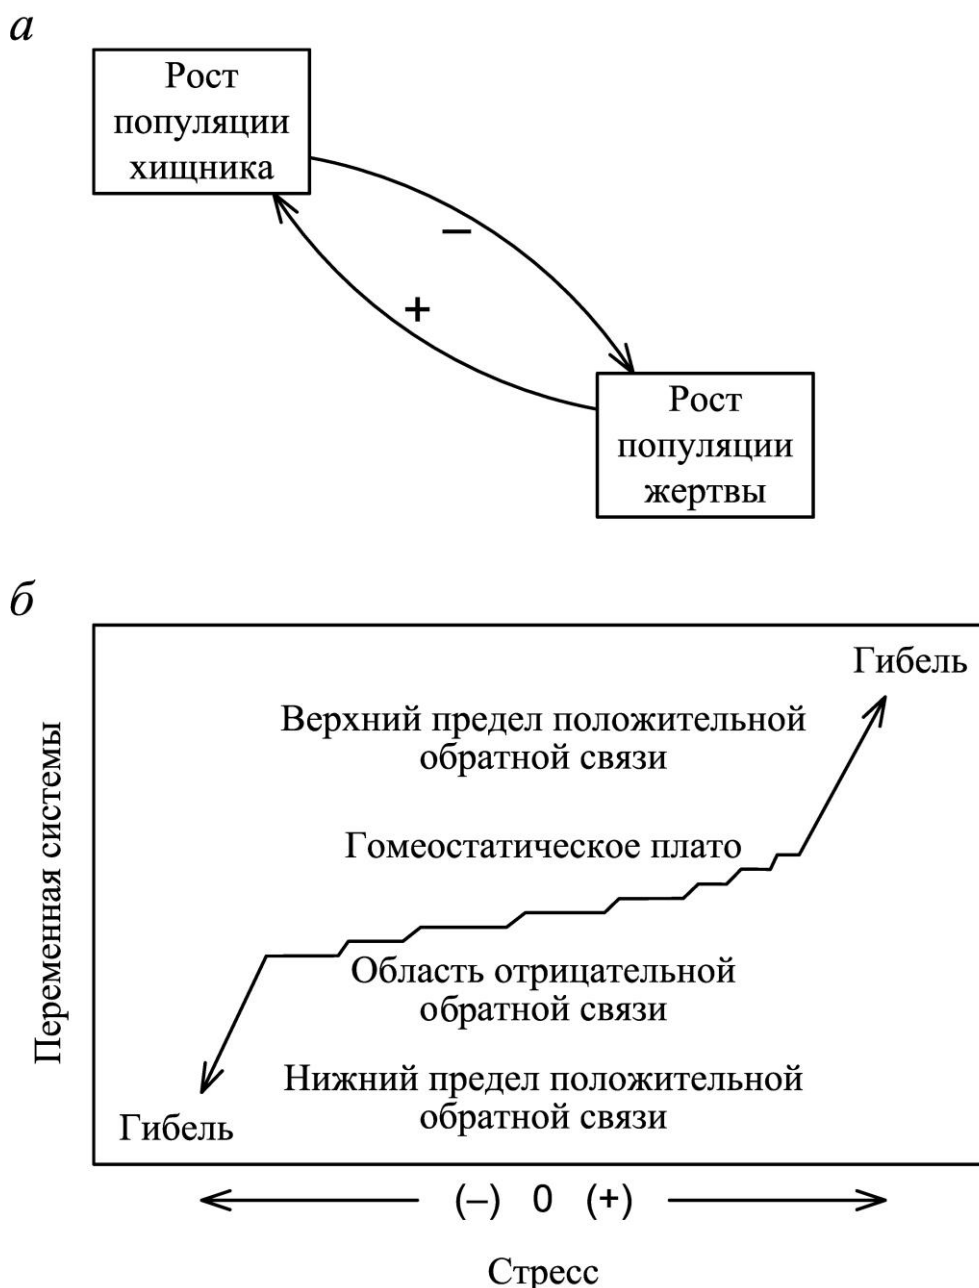 а
Рост
популяции
хищника
–
+
Рост
популяции
жертвы
б
Гибель
Верхний предел положительной
обратной связи
Гомеостатическое плато
Область отрицательной
обратной связи
Нижний предел положительной
обратной связи
Гибель
Переменная системы
(–) 0 (+)
Стресс